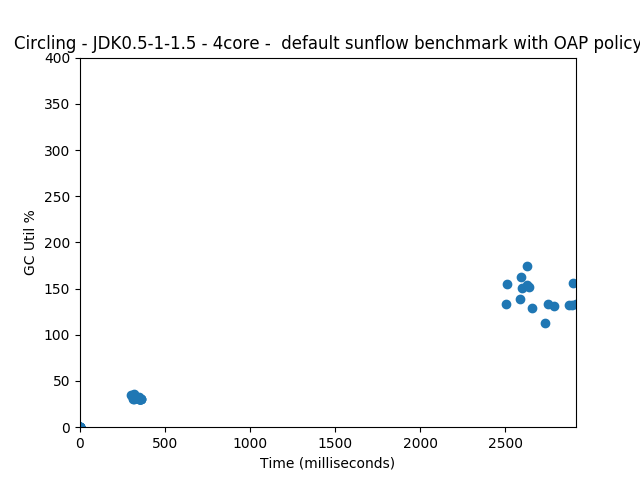 Circling - JDK0.5-1-1.5 - 4core -  default sunflow benchmark with OAP policy
400
350
300
250
200
150
100
50
0
GC Util %
0 500 1000 1500 2000 2500
Time (milliseconds)